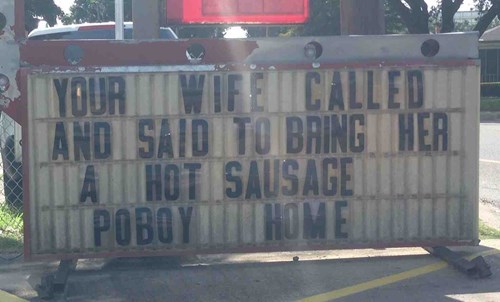 YOUR WIFE CALLED
AND SAID TO BRING HER
A HOT SAUSAGE
POBOY HOME